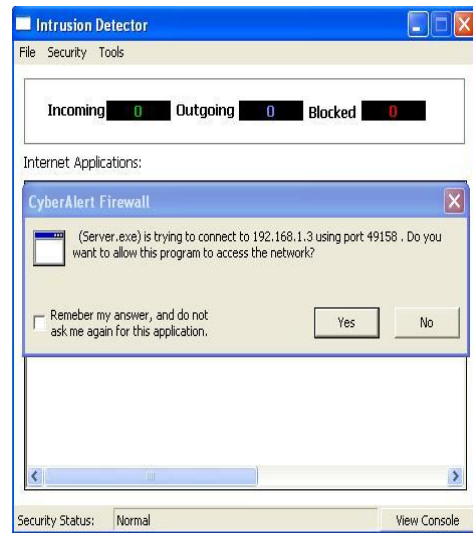 Intrusion Detector
File Security Tools
Incoming 0 Outgoing 0 Blocked 0
Internet Applications:
CyberAlert Firewall
(Server.exe) is trying to connect to 192.168.1.3 using port 49158 . Do you
want to allow this program to access the network?
Remeber my answer, and do not
ask me again for this application.
Yes No
Security Status: Normal View Console